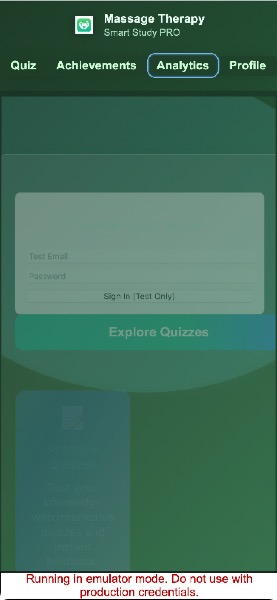 Massage Therapy
Smart Study PRO
Quiz
Achievements
Analytics
Profile
Test Email
Password
Sign In (Test Only)
Explore Quizzes
Running in emulator mode. Do not use with
production credentials.